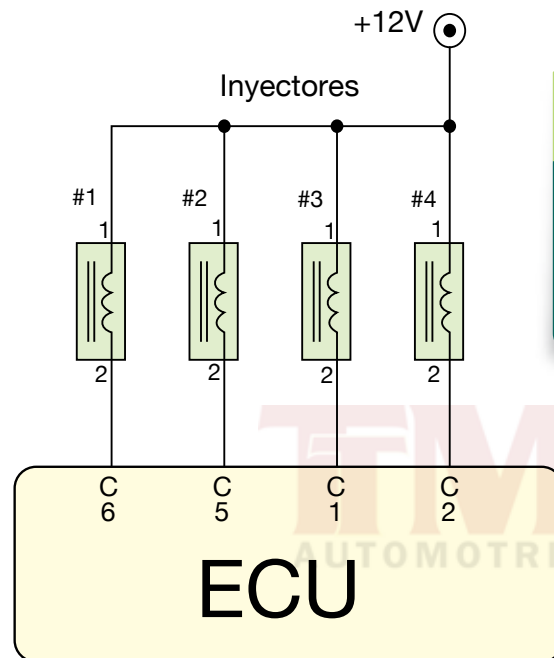 +12V
Inyectores
#1 #2 #3 #4
1 1 1 1
2 2 2 2
C C C C
6 5 1 2
TTM
AUTOMOTRI
ECU